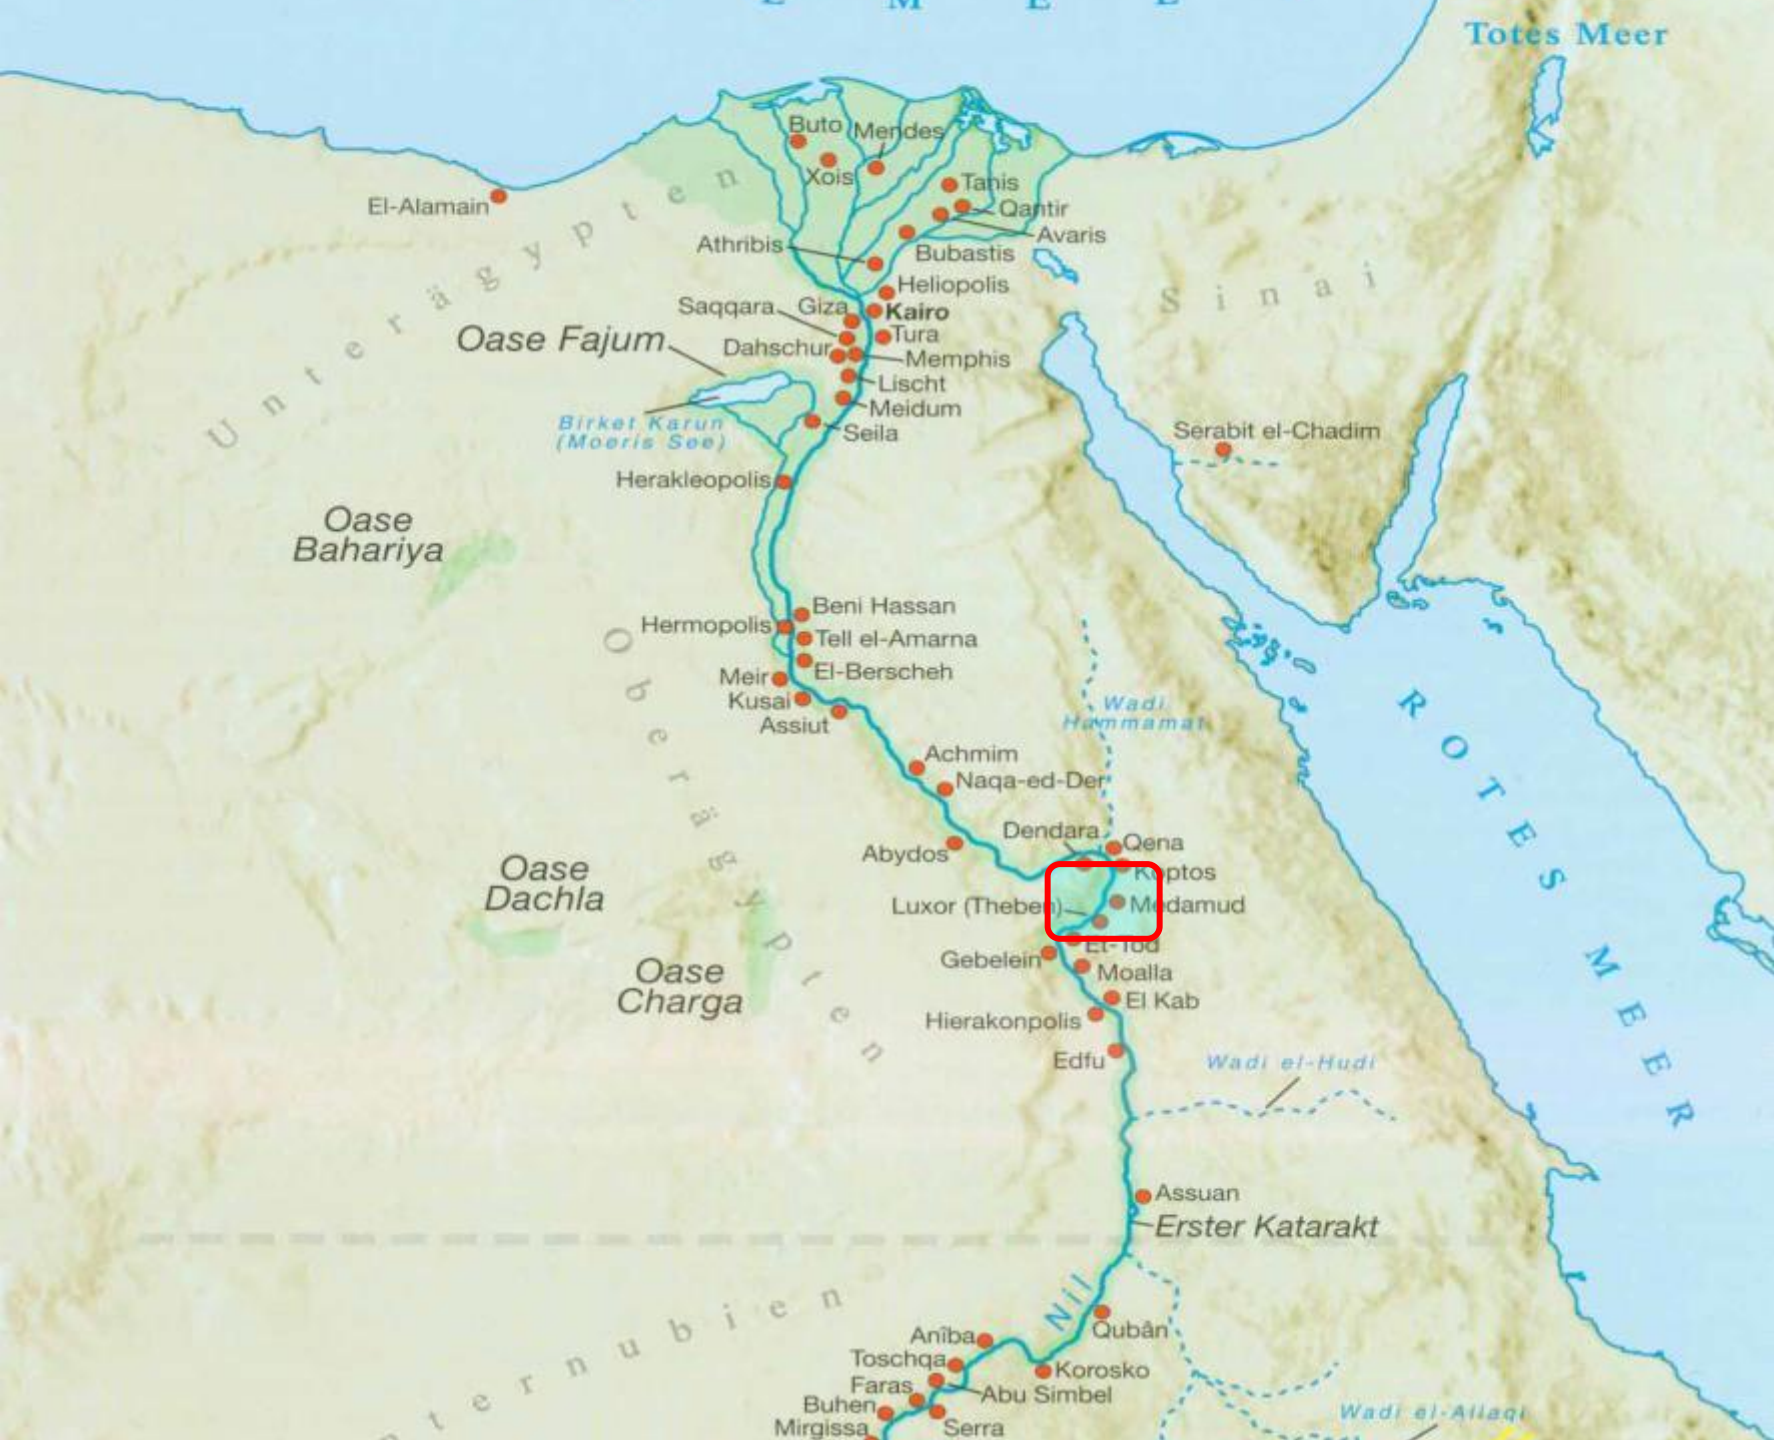 Totes Meer
Buto
Mendes
Xois
Tanis
El-Alamain
Qantir
Avaris
Athribis
Bubastis
Unterägypten
Sinai
Heliopolis
Saqqara
Giza
Kairo
Oase Fajum
Tura
Dahschur
Memphis
Lischt
Meidum
Birket Karun
(Moeris See)
Seila
Serabit el-Chadim
Herakleopolis
Oase
Bahariya
Beni Hassan
Hermopolis
Tell el-Amarna
El-Berscheh
Meir
Kusai
Assiut
Oberägypten
Wadi
Hammamat
ROTES MEER
Achmim
Naqa-ed-Der
Dendara
Qena
Abydos
Koptos
Oase
Dachla
Luxor (Theben)
Medamud
Et-Tod
Gebelein
Moalla
Oase
Charga
El Kab
Hierakonpolis
Edfu
Wadi el-Hudi
Assuan
Erster Katarakt
Nil
Qubân
Anîba
Toschqa
Korosko
Faras
Abu Simbel
Buhen
Mirgissa
Serra
Wadi el-Allaqi